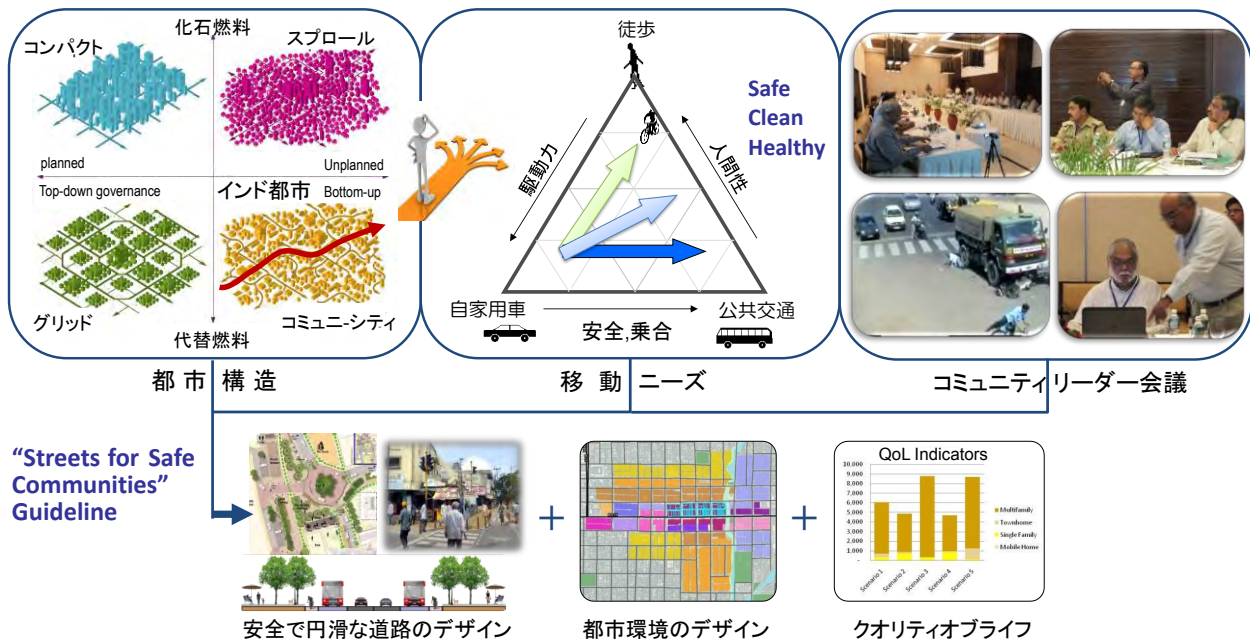 化石燃料
コンパクト
スプロール
planned
Unplanned
Top-down governance
インド都市
Bottom-up
グリッド
コミュニ-シティ
代替燃料
都市構造
徒歩
Safe
Clean
Healthy
駆動力
人間性
自家用車
公共交通
安全,乗合
移動ニーズ
コミュニティリーダー会議
“Streets for Safe
Communities”
Guideline
+
+
安全で円滑な道路のデザイン
都市環境のデザイン
QoL Indicators
10,000
9,000
8,000
7,000
6,000
5,000
4,000
3,000
2,000
1,000
-
Multifamily
Townhome
Single Family
Mobile Home
Scenario 1
Scenario 2
Scenario 3
Scenario 4
Scenario 5
クオリティオブライフ